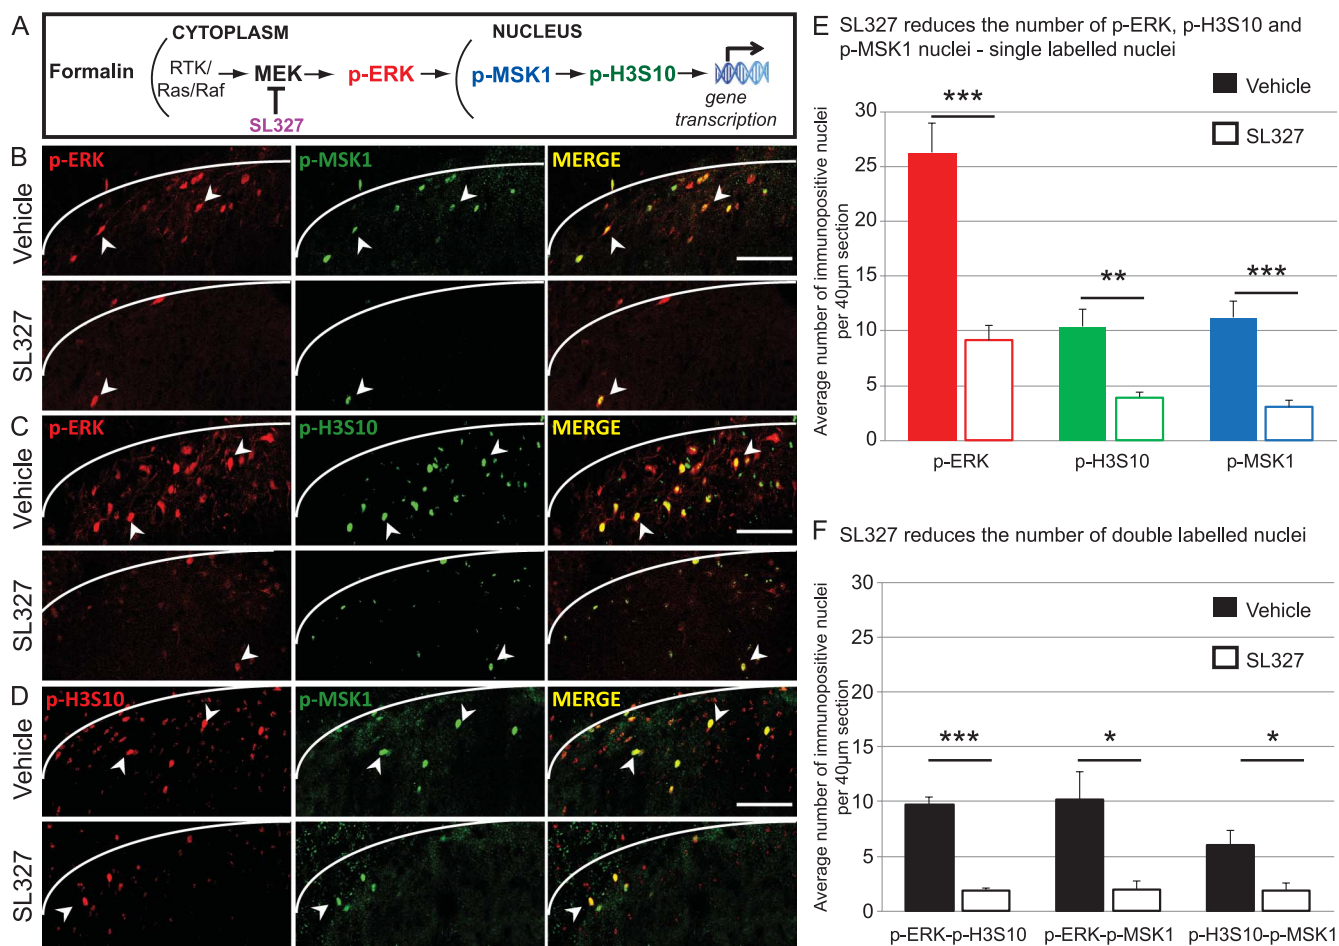 A
CYTOPLASM
NUCLEUS
Formalin
RTK/
Ras/Raf
MEK
p-ERK
p-MSK1
p-H3S10
gene
transcription
SL327
B
Vehicle
p-ERK
p-MSK1
MERGE
SL327
C
Vehicle
p-ERK
p-H3S10
MERGE
SL327
D
Vehicle
p-H3S10
p-MSK1
MERGE
SL327
E
SL327 reduces the number of p-ERK, p-H3S10 and
p-MSK1 nuclei - single labelled nuclei
Vehicle
SL327
Average number of immunopositive nuclei
per 40µm section
30
25
20
15
10
5
0
***
**
***
p-ERK
p-H3S10
p-MSK1
F
SL327 reduces the number of double labelled nuclei
Vehicle
SL327
Average number of immunopositive nuclei
per 40µm section
30
25
20
15
10
5
0
***
*
*
p-ERK-p-H3S10
p-ERK-p-MSK1
p-H3S10-p-MSK1